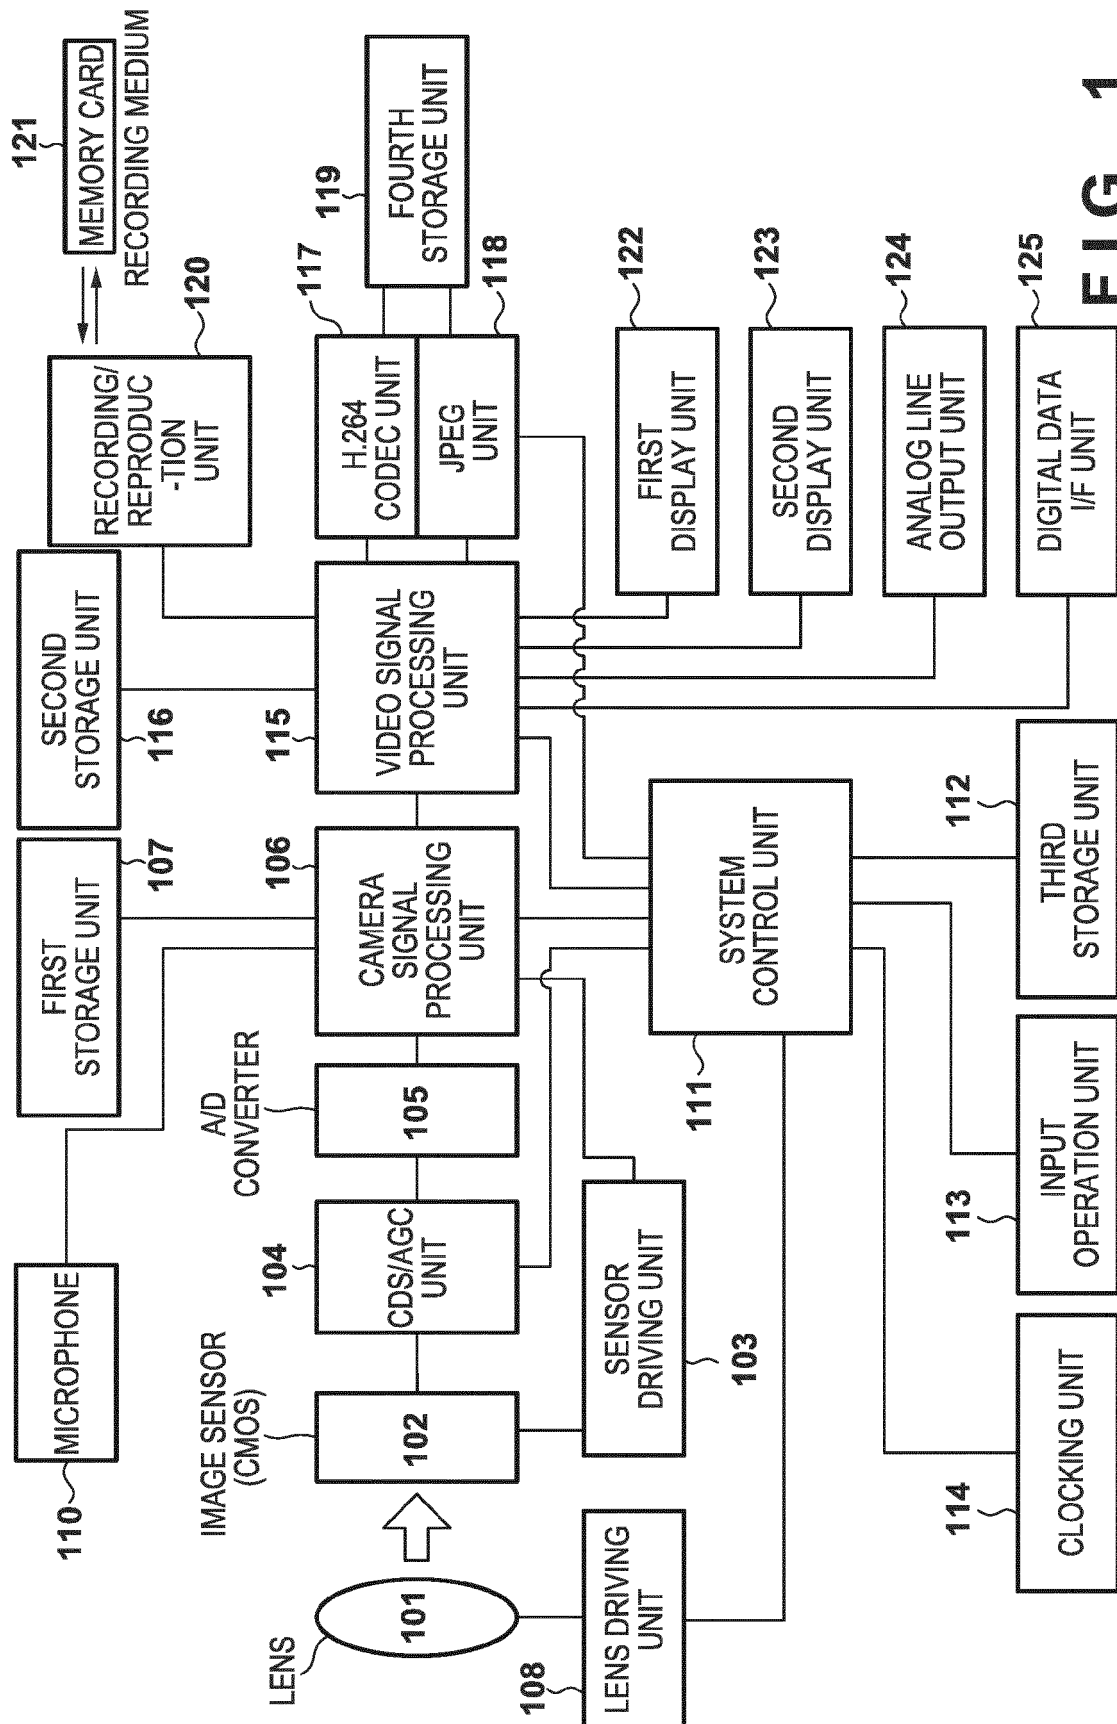 121
MEMORY CARD
RECORDING MEDIUM
RECORDING/
REPRODUC
-TION
UNIT
120
SECOND
STORAGE UNIT
116
FIRST
STORAGE UNIT
107
MICROPHONE
110
LENS
101
IMAGE SENSOR
(CMOS)
102
104
CDS/AGC
UNIT
A/D
CONVERTER
105
106
CAMERA
SIGNAL
PROCESSING
UNIT
115
VIDEO SIGNAL
PROCESSING
UNIT
117
H.264
CODEC UNIT
JPEG
UNIT
118
119
FOURTH
STORAGE UNIT
108
LENS DRIVING
UNIT
SENSOR
DRIVING UNIT
103
111
SYSTEM
CONTROL UNIT
FIRST
DISPLAY UNIT
122
SECOND
DISPLAY UNIT
123
ANALOG LINE
OUTPUT UNIT
124
DIGITAL DATA
I/F UNIT
125
114
CLOCKING UNIT
113
INPUT
OPERATION UNIT
112
THIRD
STORAGE UNIT
FIG. 1